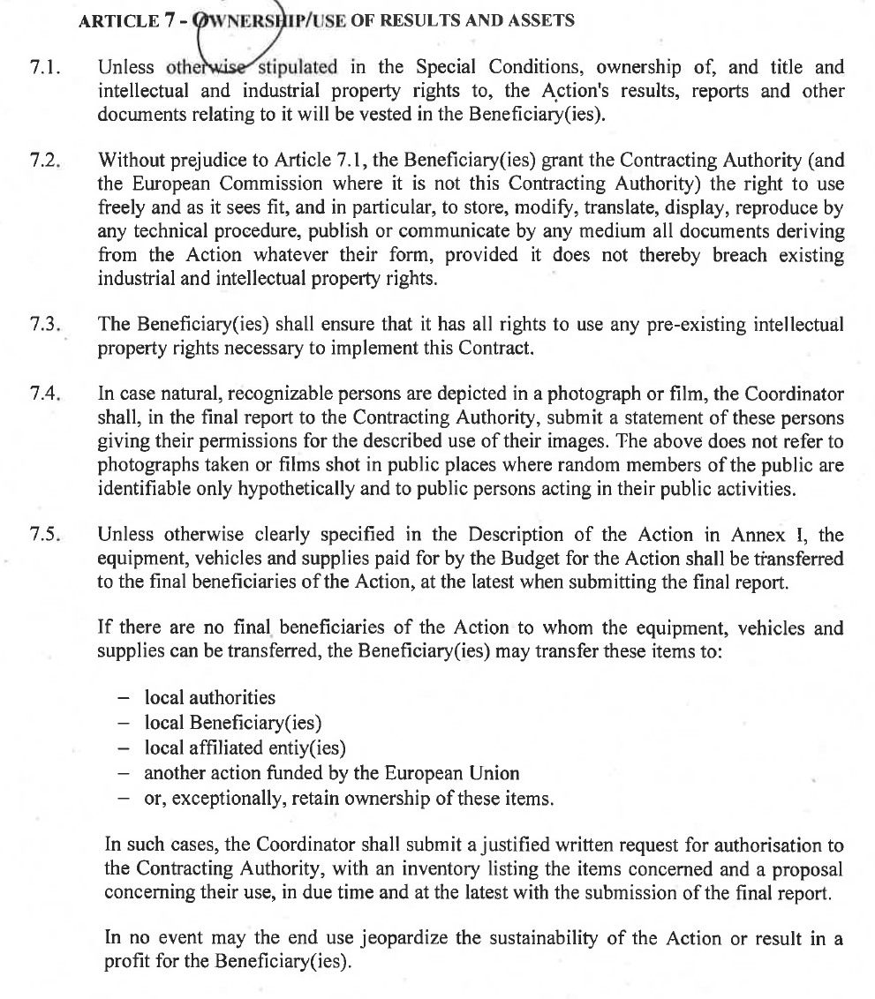 ARTICLE 7 - OWNERSHIP/USE OF RESULTS AND ASSETS
7.1. Unless otherwise stipulated in the Special Conditions, ownership of, and title and
intellectual and industrial property rights to, the Action's results, reports and other
documents relating to it will be vested in the Beneficiary(ies).
7.2. Without prejudice to Article 7.1, the Beneficiary(ies) grant the Contracting Authority (and
the European Commission where it is not this Contracting Authority) the right to use
freely and as it sees fit, and in particular, to store, modify, translate, display, reproduce by
any technical procedure, publish or communicate by any medium all documents deriving
from the Action whatever their form, provided it does not thereby breach existing
industrial and intellectual property rights.
7.3. The Beneficiary(ies) shall ensure that it has all rights to use any pre-existing intellectual
property rights necessary to implement this Contract.
7.4. In case natural, recognizable persons are depicted in a photograph or film, the Coordinator
shall, in the final report to the Contracting Authority, submit a statement of these persons
giving their permissions for the described use of their images. The above does not refer to
photographs taken or films shot in public places where random members of the public are
identifiable only hypothetically and to public persons acting in their public activities.
7.5. Unless otherwise clearly specified in the Description of the Action in Annex I, the
equipment, vehicles and supplies paid for by the Budget for the Action shall be transferred
to the final beneficiaries of the Action, at the latest when submitting the final report.
If there are no final beneficiaries of the Action to whom the equipment, vehicles and
supplies can be transferred, the Beneficiary(ies) may transfer these items to:
– local authorities
– local Beneficiary(ies)
– local affiliated entiy(ies)
– another action funded by the European Union
– or, exceptionally, retain ownership of these items.
In such cases, the Coordinator shall submit a justified written request for authorisation to
the Contracting Authority, with an inventory listing the items concerned and a proposal
concerning their use, in due time and at the latest with the submission of the final report.
In no event may the end use jeopardize the sustainability of the Action or result in a
profit for the Beneficiary(ies).